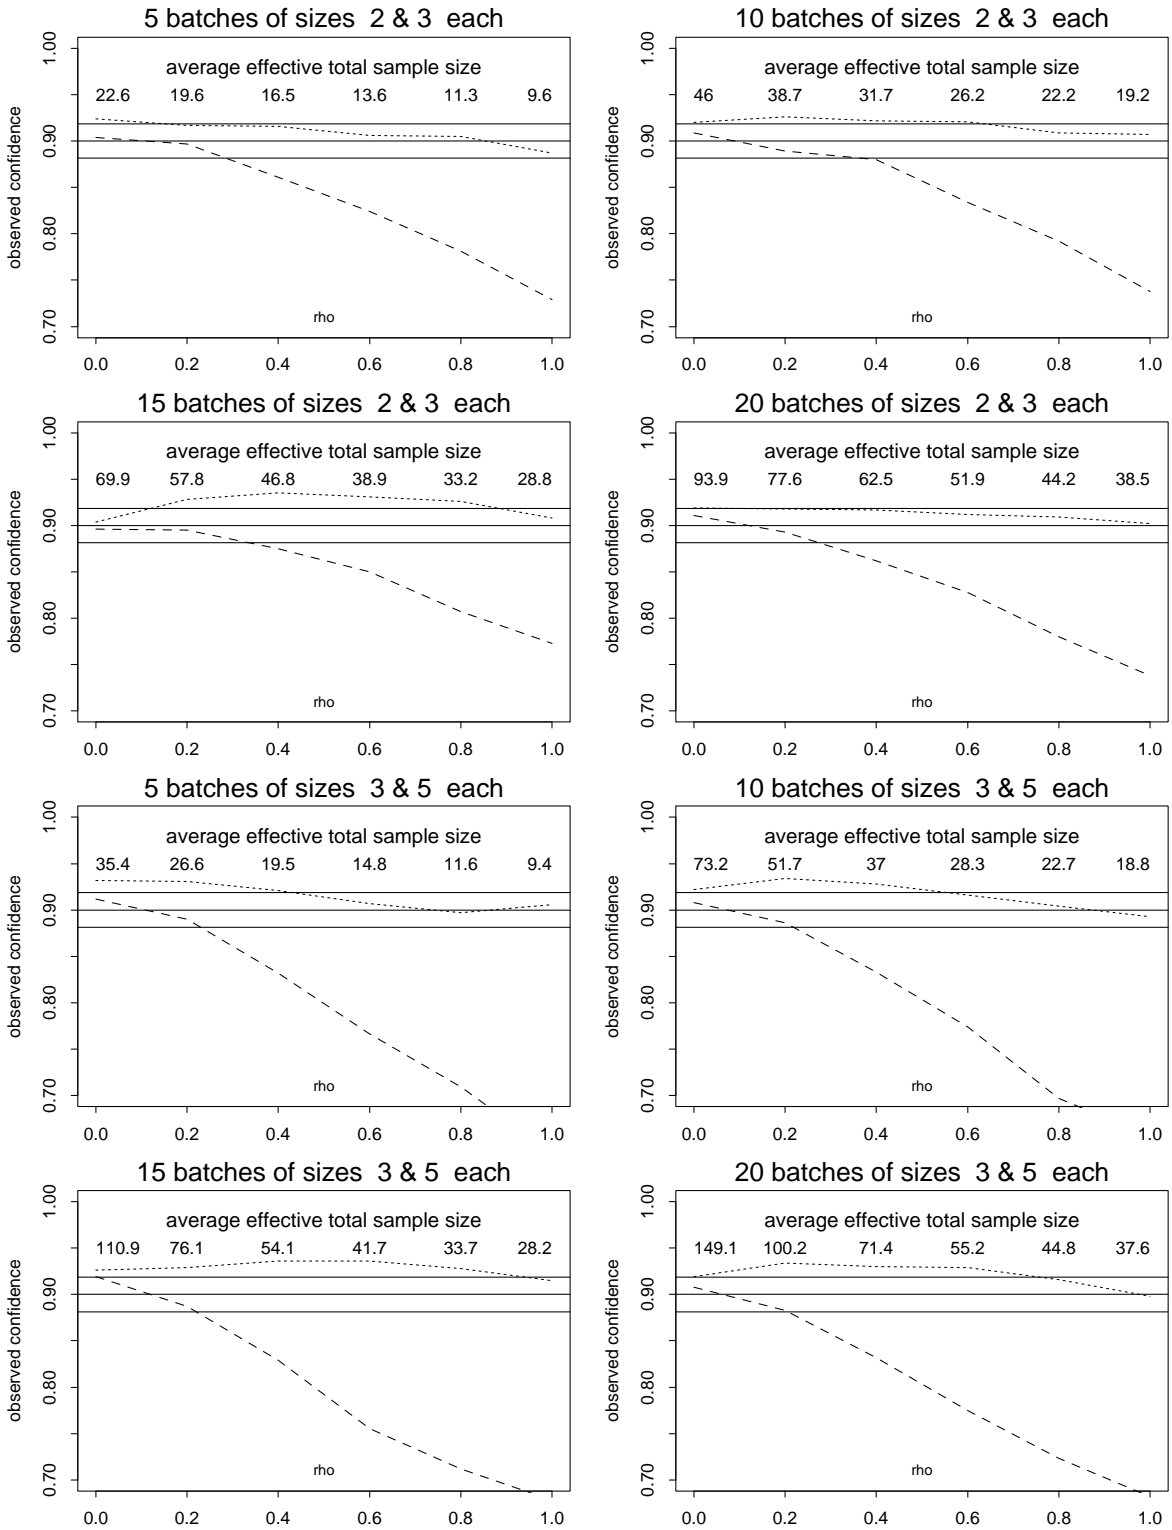 5 batches of sizes 2 & 3 each
average effective total sample size
22.6 19.6 16.5 13.6 11.3 9.6
observed confidence
0.70 0.80 0.90 1.00
rho
0.0 0.2 0.4 0.6 0.8 1.0
10 batches of sizes 2 & 3 each
average effective total sample size
46 38.7 31.7 26.2 22.2 19.2
observed confidence
0.70 0.80 0.90 1.00
rho
0.0 0.2 0.4 0.6 0.8 1.0
15 batches of sizes 2 & 3 each
average effective total sample size
69.9 57.8 46.8 38.9 33.2 28.8
observed confidence
0.70 0.80 0.90 1.00
rho
0.0 0.2 0.4 0.6 0.8 1.0
20 batches of sizes 2 & 3 each
average effective total sample size
93.9 77.6 62.5 51.9 44.2 38.5
observed confidence
0.70 0.80 0.90 1.00
rho
0.0 0.2 0.4 0.6 0.8 1.0
5 batches of sizes 3 & 5 each
average effective total sample size
35.4 26.6 19.5 14.8 11.6 9.4
observed confidence
0.70 0.80 0.90 1.00
rho
0.0 0.2 0.4 0.6 0.8 1.0
10 batches of sizes 3 & 5 each
average effective total sample size
73.2 51.7 37 28.3 22.7 18.8
observed confidence
0.70 0.80 0.90 1.00
rho
0.0 0.2 0.4 0.6 0.8 1.0
15 batches of sizes 3 & 5 each
average effective total sample size
110.9 76.1 54.1 41.7 33.7 28.2
observed confidence
0.70 0.80 0.90 1.00
rho
0.0 0.2 0.4 0.6 0.8 1.0
20 batches of sizes 3 & 5 each
average effective total sample size
149.1 100.2 71.4 55.2 44.8 37.6
observed confidence
0.70 0.80 0.90 1.00
rho
0.0 0.2 0.4 0.6 0.8 1.0